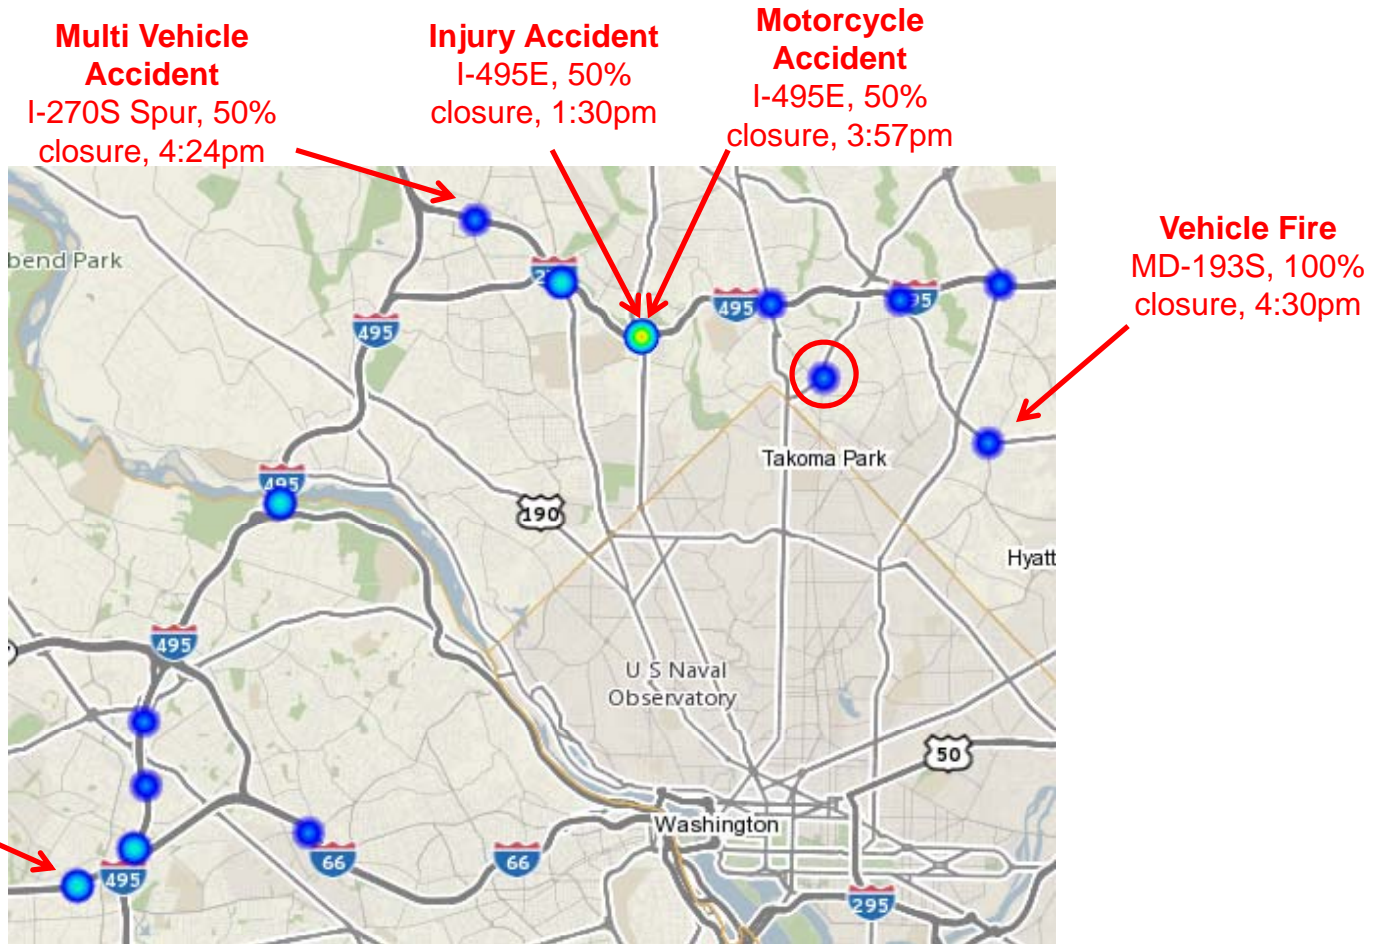 Multi Vehicle
Accident
I-270S Spur, 50%
closure, 4:24pm
Injury Accident
I-495E, 50%
closure, 1:30pm
Motorcycle
Accident
I-495E, 50%
closure, 3:57pm
Vehicle Fire
MD-193S, 100%
closure, 4:30pm
bend Park
495
495
95
495
Takoma Park
495
190
Hyatt
495
U S Naval
Observatory
50
Washington
66
66
495
295